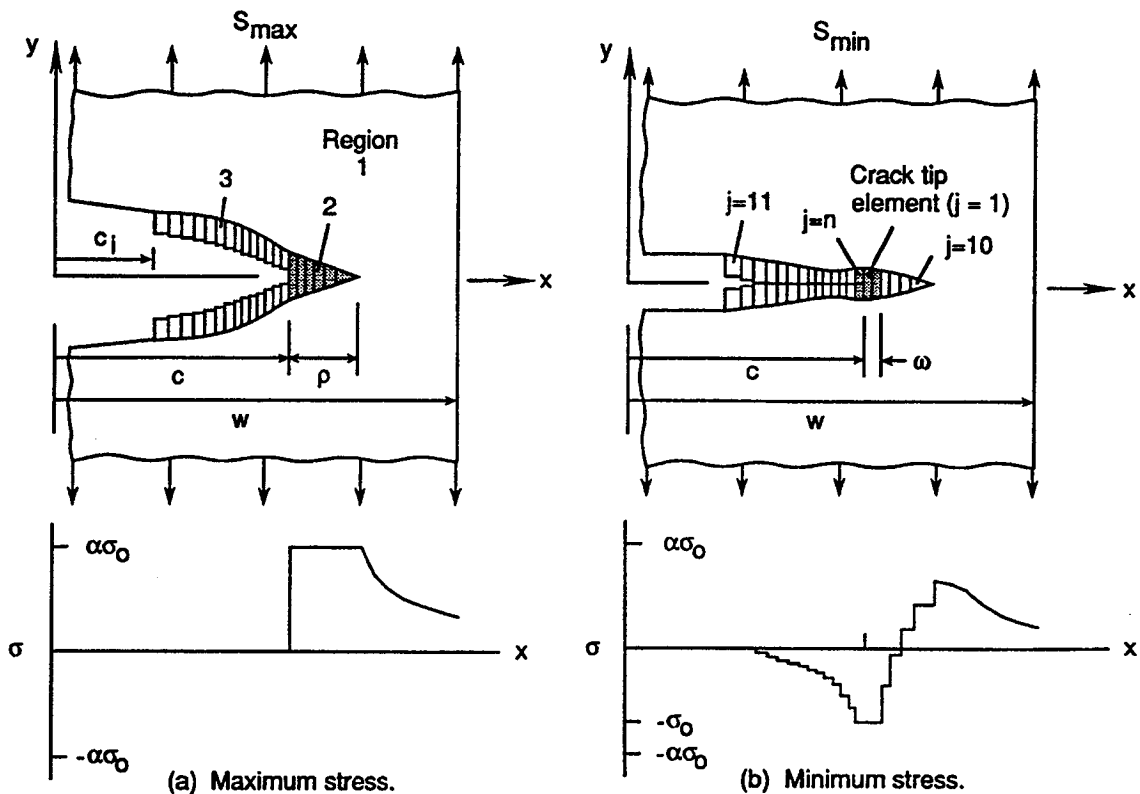 S_max
y
Region
1
3
2
c_i
x
c
ρ
w
ασ_o
σ
x
-ασ_o
(a) Maximum stress.
S_min
y
Crack tip
element (j = 1)
j=11
j=n
j=10
x
c
ω
w
ασ_o
σ
x
-σ_o
-ασ_o
(b) Minimum stress.